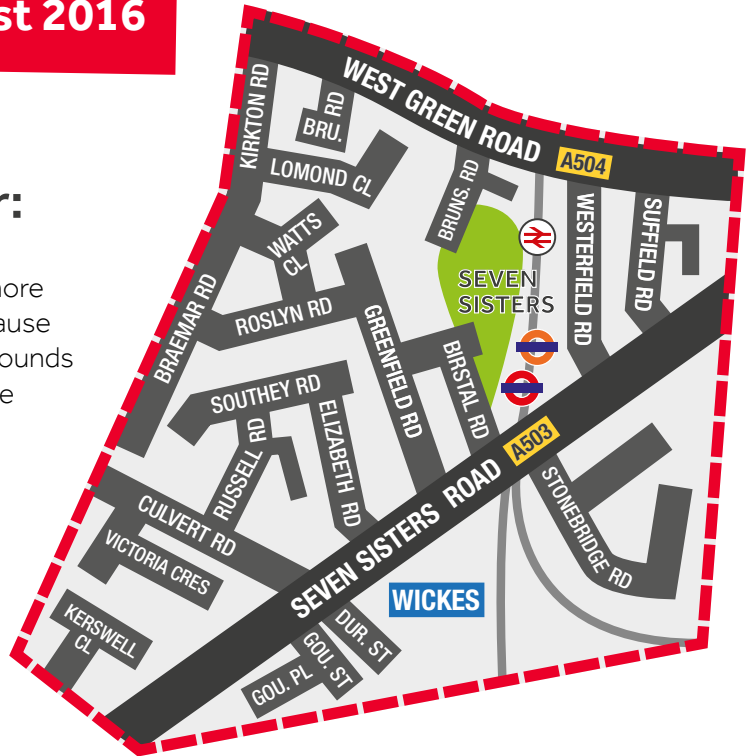 st 2016
r:
more
ause
ounds
e
WEST GREEN ROAD
A504
KIRKTON RD
BRU. RD
LOMOND CL
BRUNS. RD
WESTERFIELD RD
SUFFIELD RD
WATTS
CL
SEVEN
SISTERS
BRAEMAR RD
ROSLYN RD
GREENFIELD RD
BIRSTAL RD
SOUTHEY RD
ELIZABETH RD
RUSSELL RD
SEVEN SISTERS ROAD
A503
STONEBRIDGE RD
CULVERT RD
VICTORIA CRES
WICKES
KERSWELL
CL
DUR. ST
GOU. ST
GOU. PL